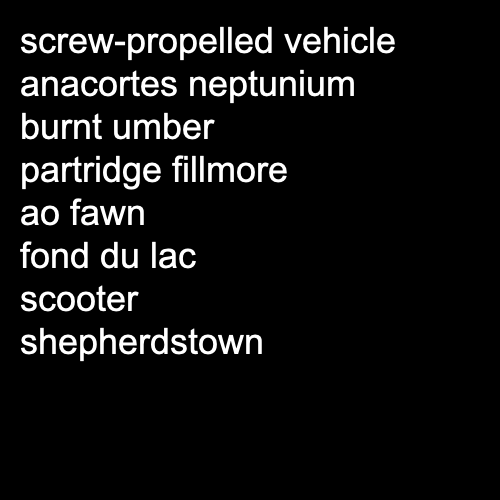 screw-propelled vehicle
anacortes neptunium
burnt umber
partridge fillmore
ao fawn
fond du lac
scooter
shepherdstown